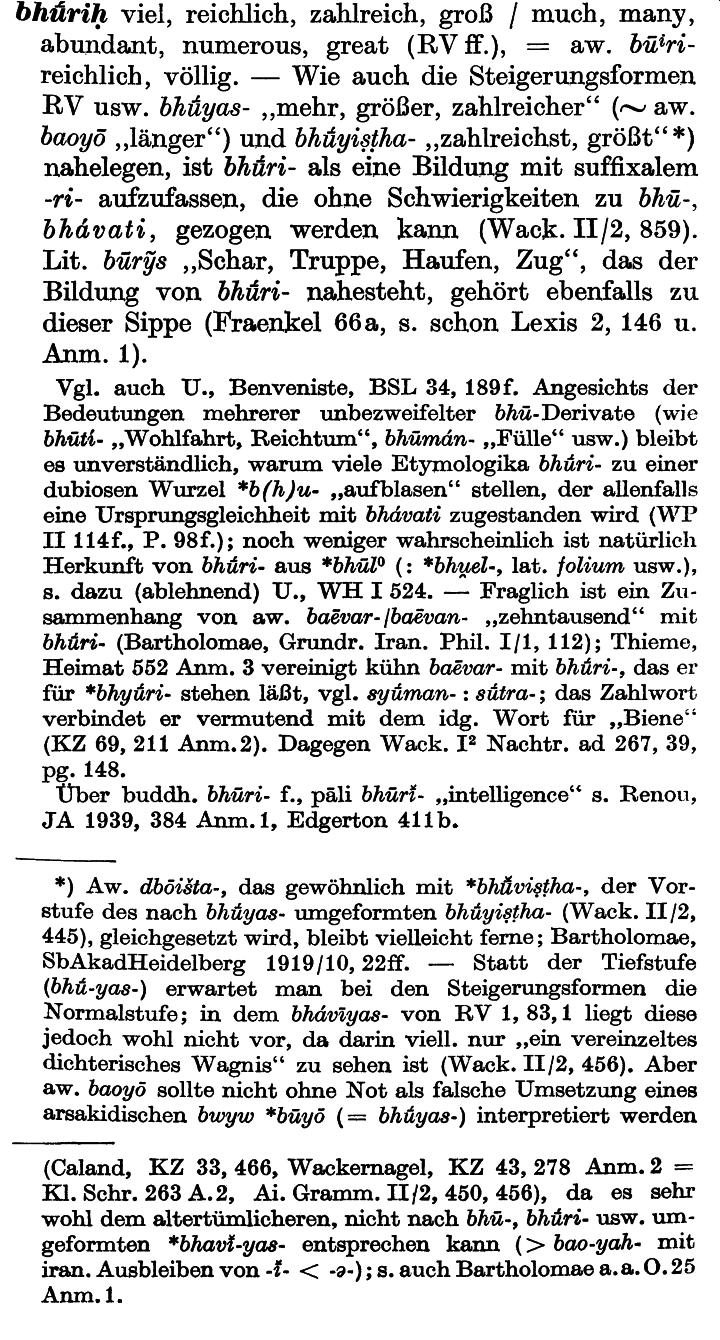 bhū́riḥ viel, reichlich, zahlreich, groß / much, many,
abundant, numerous, great (RV ff.), = aw. būⁱri-
reichlich, völlig. — Wie auch die Steigerungsformen
RV usw. bhū́yas- „mehr, größer, zahlreicher“ (~ aw.
baoyō „länger“) und bhū́yiṣṭha- „zahlreichst, größt“*)
nahelegen, ist bhū́ri- als eine Bildung mit suffixalem
-ri- aufzufassen, die ohne Schwierigkeiten zu bhū-,
bhávati, gezogen werden kann (Wack. II/2, 859).
Lit. būrỹs „Schar, Truppe, Haufen, Zug“, das der
Bildung von bhū́ri- nahesteht, gehört ebenfalls zu
dieser Sippe (Fraenkel 66a, s. schon Lexis 2, 146 u.
Anm. 1).
Vgl. auch U., Benveniste, BSL 34, 189f. Angesichts der
Bedeutungen mehrerer unbezweifelter bhū-Derivate (wie
bhūtí- „Wohlfahrt, Reichtum“, bhūmán- „Fülle“ usw.) bleibt
es unverständlich, warum viele Etymologika bhū́ri- zu einer
dubiosen Wurzel *b(h)u- „aufblasen“ stellen, der allenfalls
eine Ursprungsgleichheit mit bhávati zugestanden wird (WP
II 114f., P. 98f.); noch weniger wahrscheinlich ist natürlich
Herkunft von bhū́ri- aus *bhūl⁰ (: *bhu̯el-, lat. folium usw.),
s. dazu (ablehnend) U., WH I 524. — Fraglich ist ein Zu-
sammenhang von aw. baēvar-/baēvan- „zehntausend“ mit
bhū́ri- (Bartholomae, Grundr. Iran. Phil. I/1, 112); Thieme,
Heimat 552 Anm. 3 vereinigt kühn baēvar- mit bhū́ri-, das er
für *bhyū́ri- stehen läßt, vgl. syū́man- : sū́tra-; das Zahlwort
verbindet er vermutend mit dem idg. Wort für „Biene“
(KZ 69, 211 Anm. 2). Dagegen Wack. I² Nachtr. ad 267, 39,
pg. 148.
Über buddh. bhūri- f., pāli bhūrĭ̄- „intelligence“ s. Renou,
JA 1939, 384 Anm. 1, Edgerton 411b.
*) Aw. dbōišta-, das gewöhnlich mit *bhắ̄viṣṭha-, der Vor-
stufe des nach bhū́yas- umgeformten bhū́yiṣṭha- (Wack. II/2,
445), gleichgesetzt wird, bleibt vielleicht ferne; Bartholomae,
SbAkadHeidelberg 1919/10, 22ff. — Statt der Tiefstufe
(bhū́-yas-) erwartet man bei den Steigerungsformen die
Normalstufe; in dem bhávīyas- von RV 1, 83, 1 liegt diese
jedoch wohl nicht vor, da darin viell. nur „ein vereinzeltes
dichterisches Wagnis“ zu sehen ist (Wack. II/2, 456). Aber
aw. baoyō sollte nicht ohne Not als falsche Umsetzung eines
arsakidischen bwyw *būyō (= bhū́yas-) interpretiert werden
(Caland, KZ 33, 466, Wackernagel, KZ 43, 278 Anm. 2 =
Kl. Schr. 263 A. 2, Ai. Gramm. II/2, 450, 456), da es sehr
wohl dem altertümlicheren, nicht nach bhū-, bhū́ri- usw. um-
geformten *bhavĭ̄-yas- entsprechen kann (> bao-yah- mit
iran. Ausbleiben von -ĭ̄- < -ə-); s. auch Bartholomae a. a. O. 25
Anm. 1.